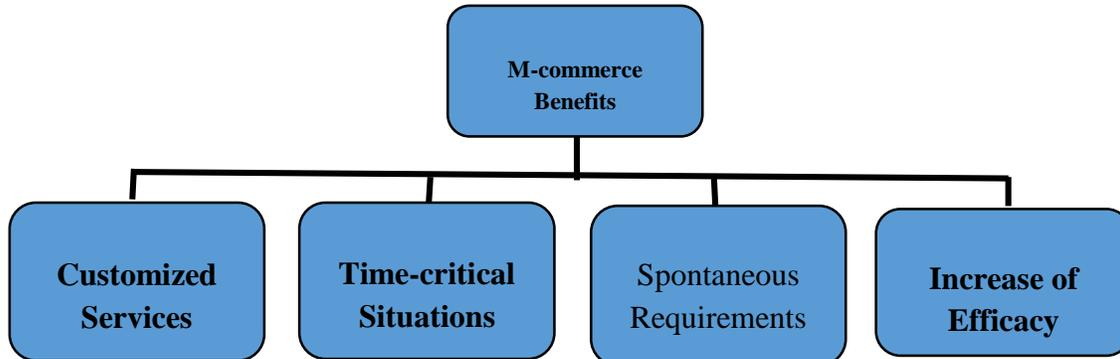 M-commerce
Benefits
Customized
Services
Time-critical
Situations
Spontaneous
Requirements
Increase of
Efficacy